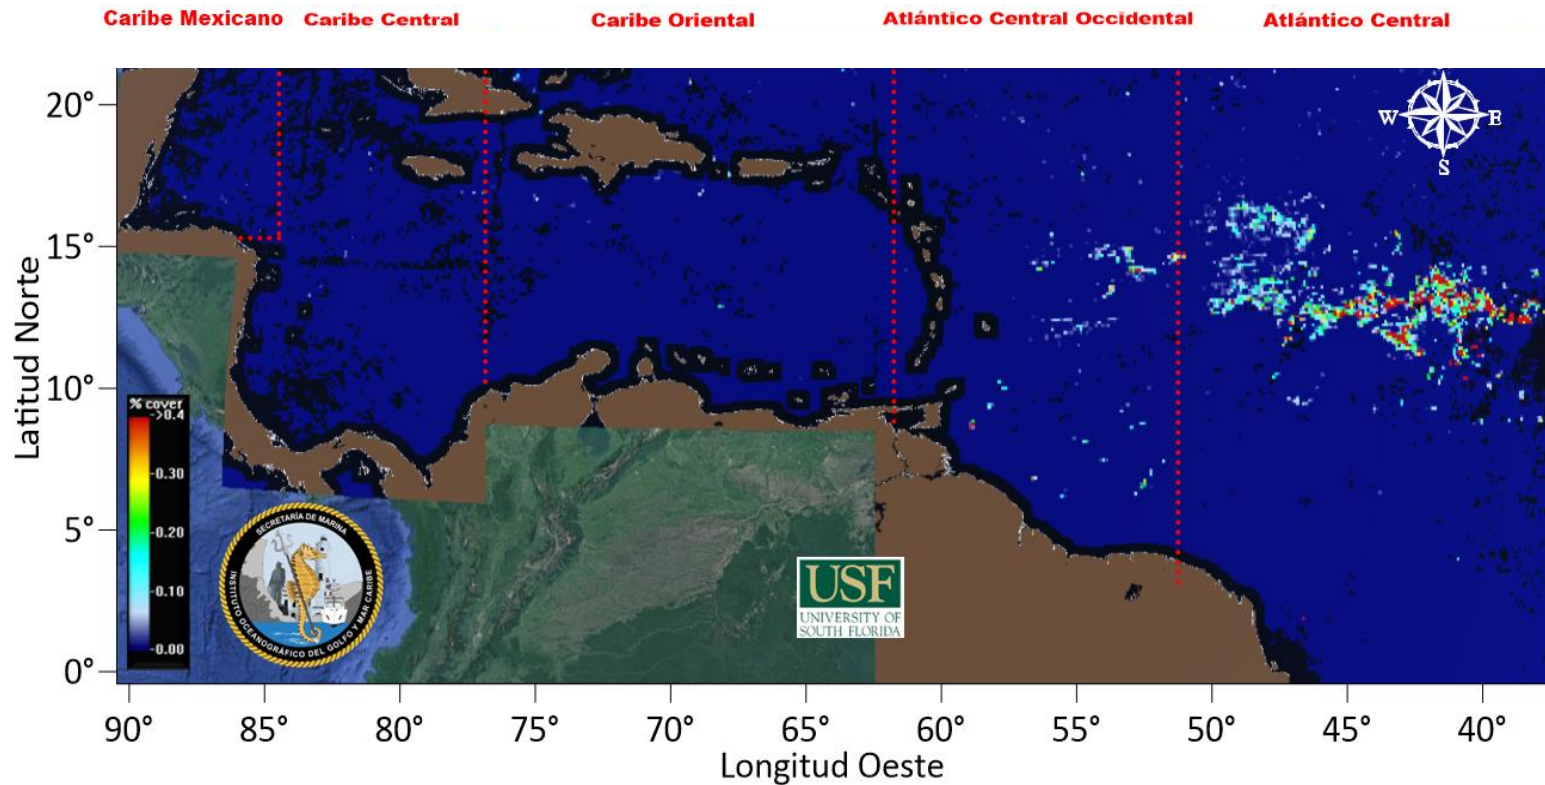 Caribe Mexicano Caribe Central Caribe Oriental Atlántico Central Occidental Atlántico Central
20°
15°
10°
5°
0°
Latitud Norte
W E
S
% cover
->0.4
-0.30
-0.20
-0.10
-0.00
SECRETARÍA DE MARINA
INSTITUTO OCEANOGRÁFICO DEL GOLFO Y MAR CARIBE
USF
UNIVERSITY OF
SOUTH FLORIDA
90° 85° 80° 75° 70° 65° 60° 55° 50° 45° 40°
Longitud Oeste